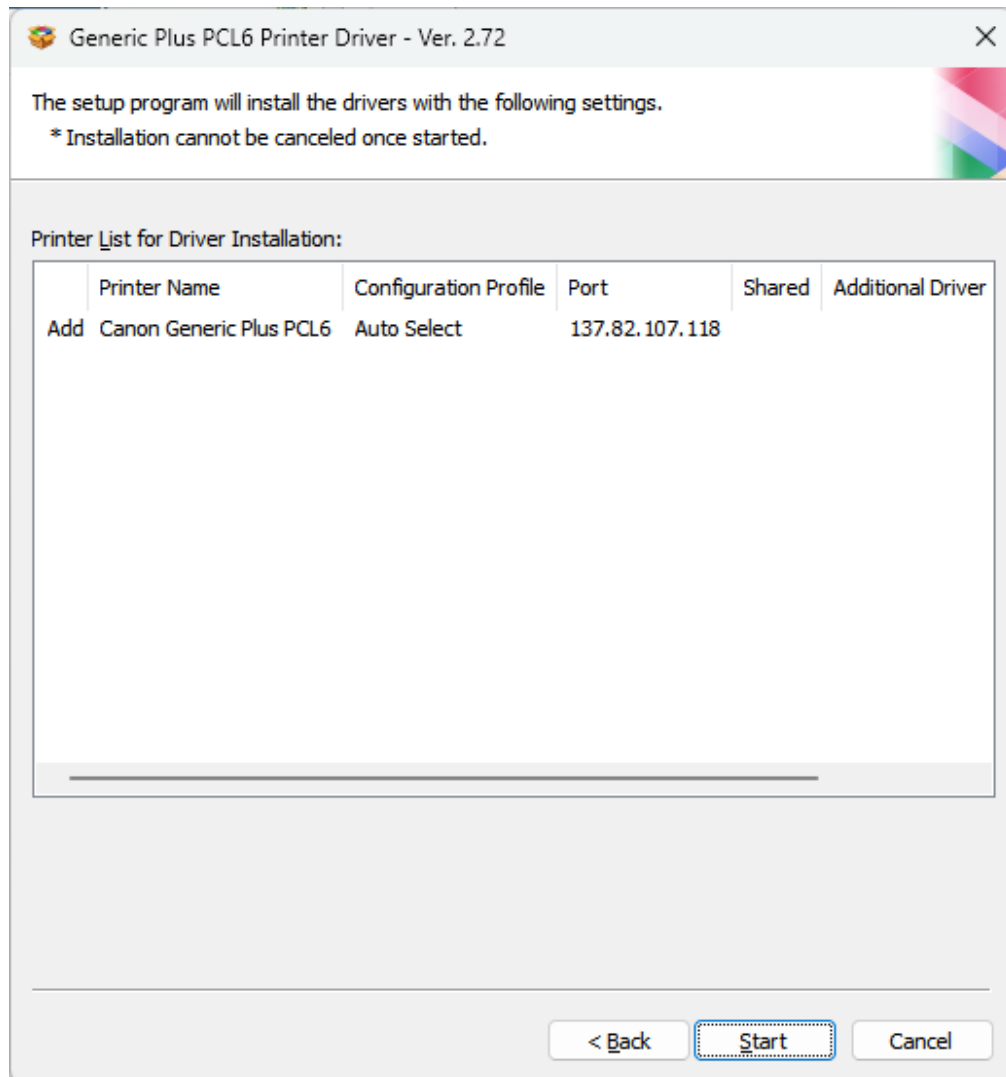 Generic Plus PCL6 Printer Driver - Ver. 2.72
The setup program will install the drivers with the following settings.
* Installation cannot be canceled once started.
Printer List for Driver Installation:
Printer Name Configuration Profile Port Shared Additional Driver
Add Canon Generic Plus PCL6 Auto Select 137.82.107.118
< Back Start Cancel